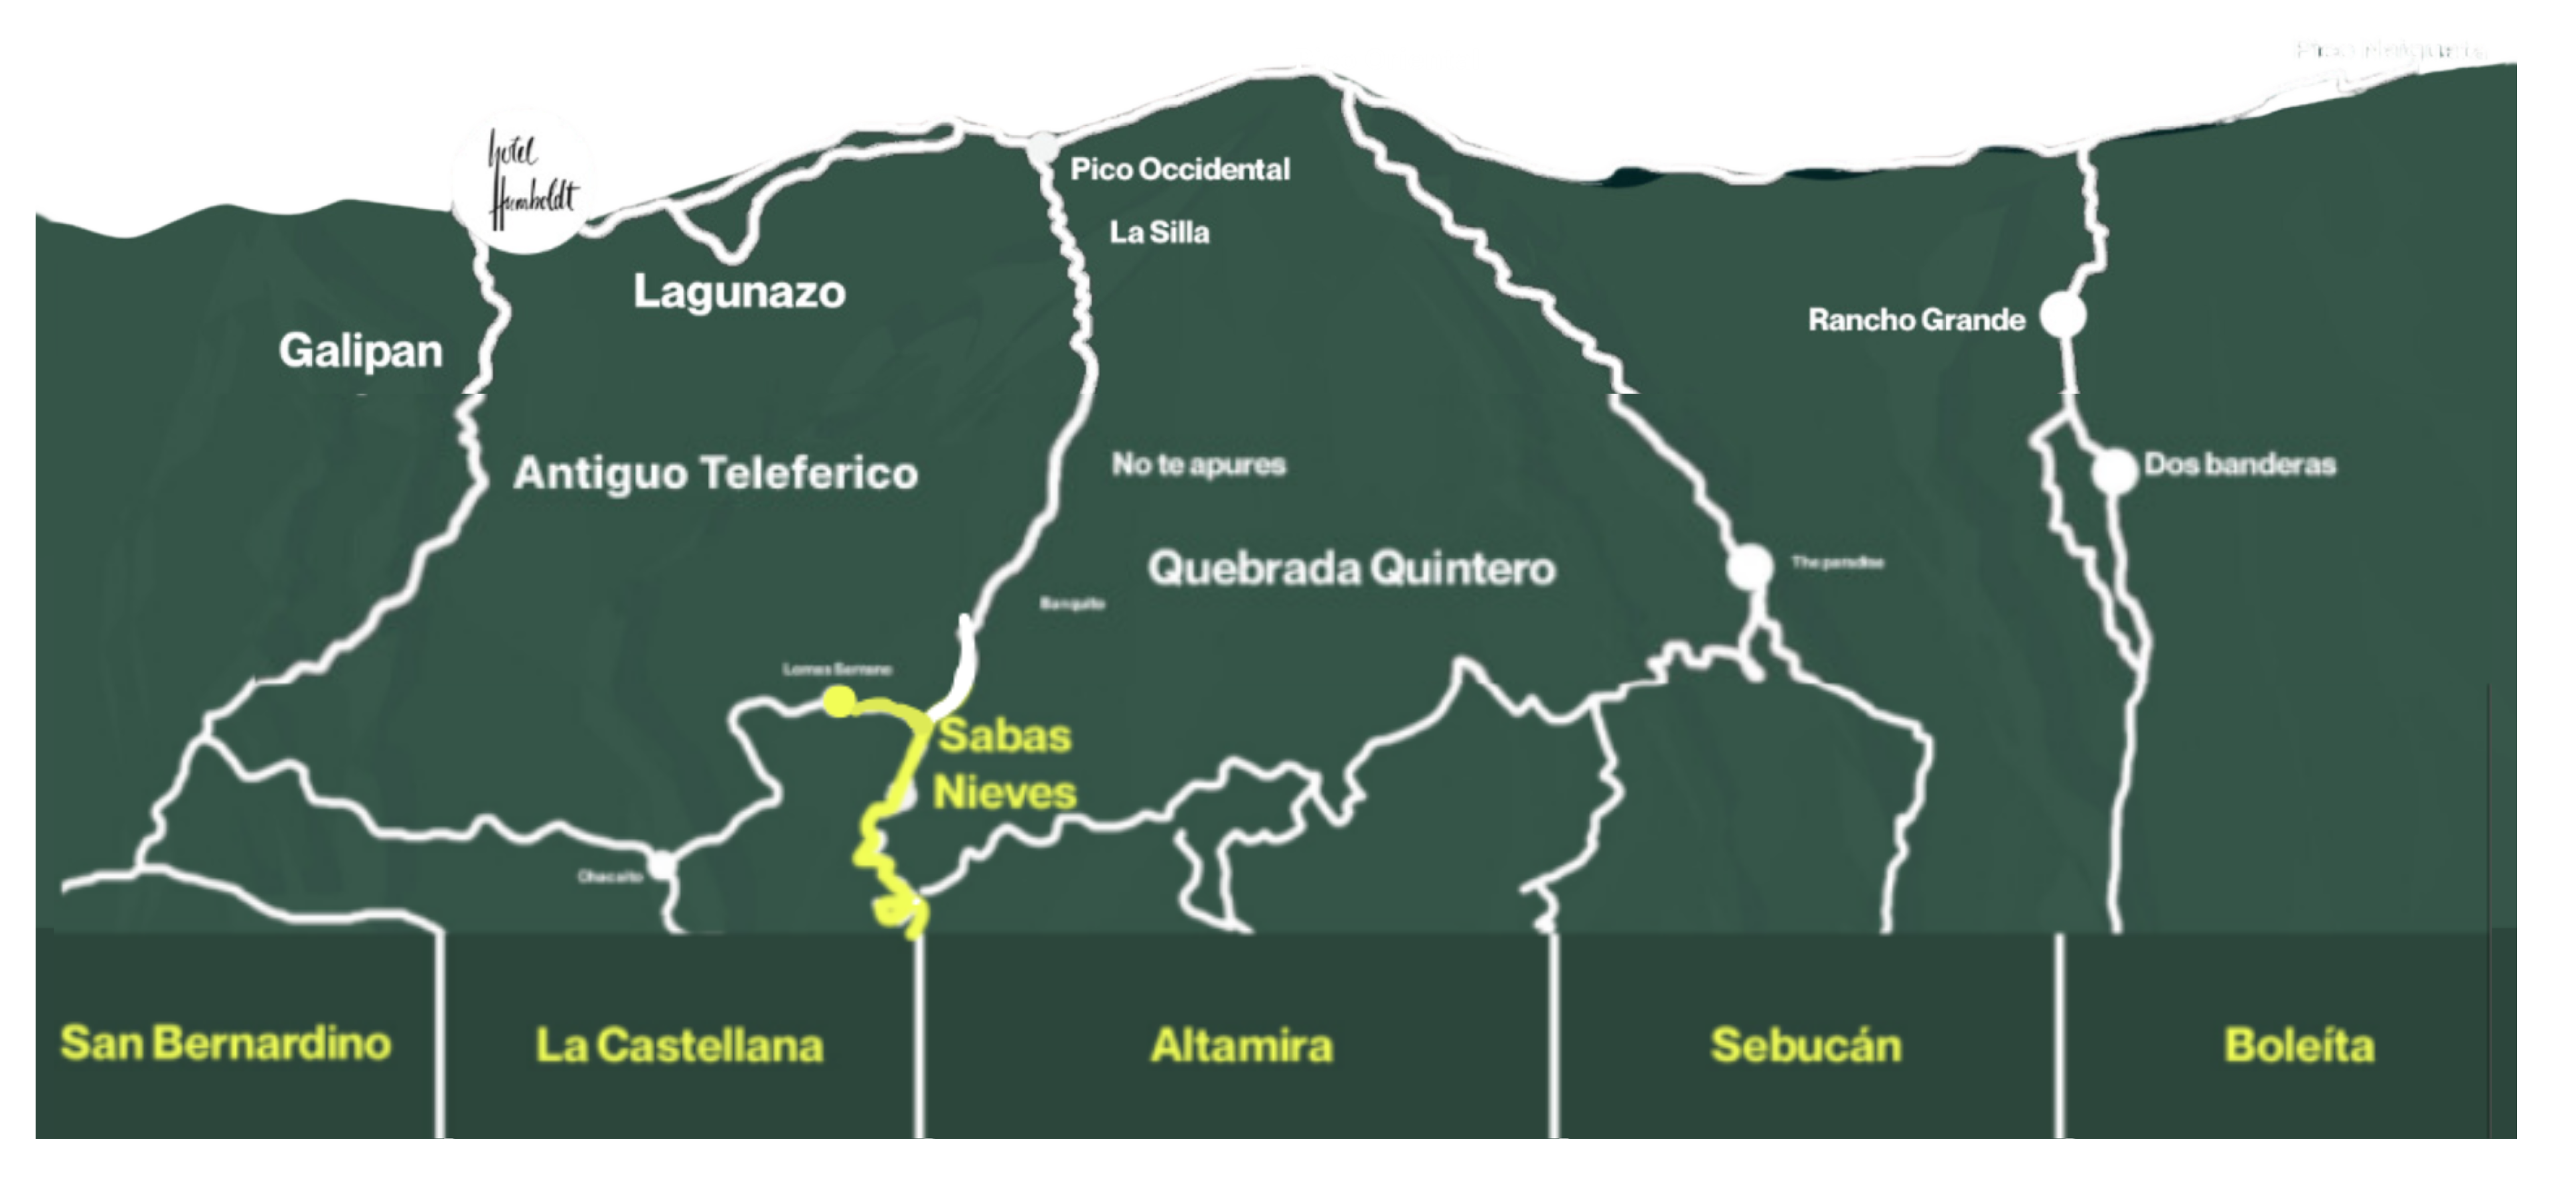 hotel
Humboldt
Pico Occidental
La Silla
Lagunazo
Rancho Grande
Galipan
Antiguo Teleferico
No te apures
Dos banderas
Quebrada Quintero
The paradise
Banquito
Lomas Serrano
Sabas
Nieves
Chacaito
San Bernardino
La Castellana
Altamira
Sebucán
Boleíta